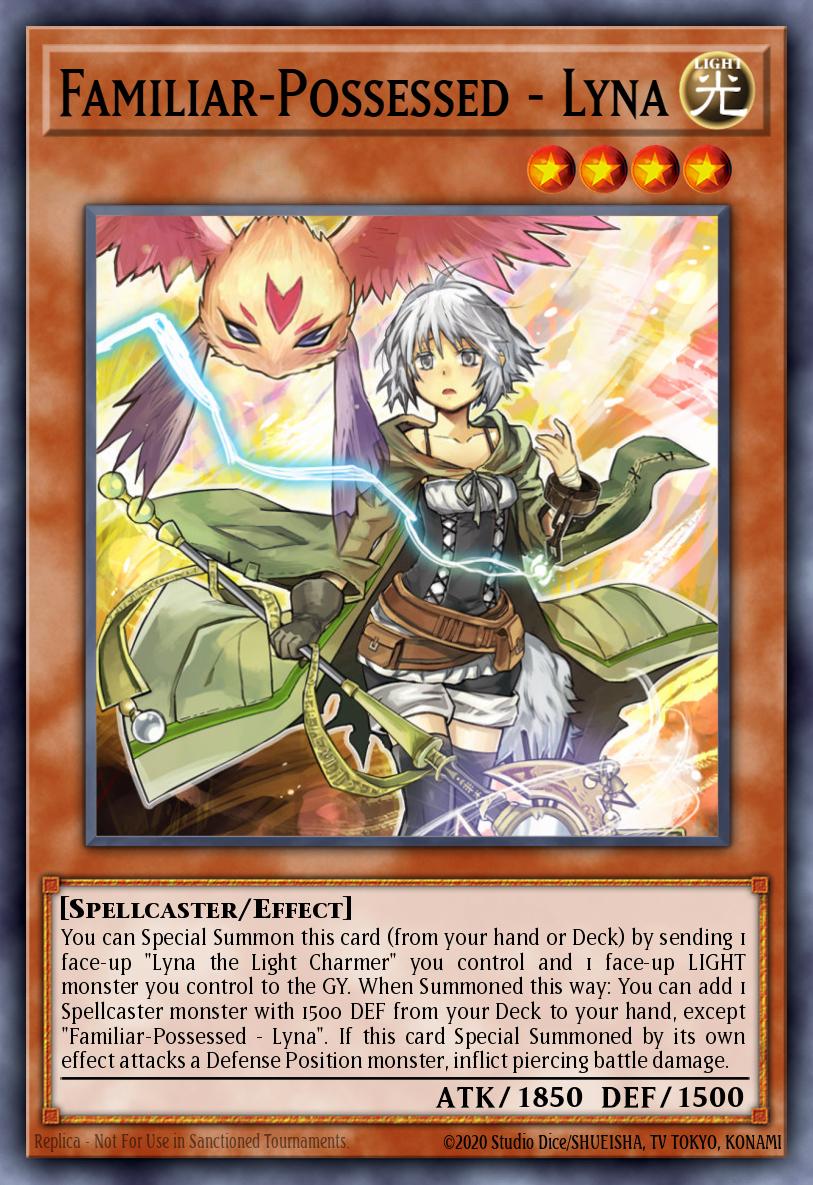 Familiar-Possessed - Lyna
LIGHT
光
[Spellcaster/Effect]
You can Special Summon this card (from your hand or Deck) by sending 1
face-up "Lyna the Light Charmer" you control and 1 face-up LIGHT
monster you control to the GY. When Summoned this way: You can add 1
Spellcaster monster with 1500 DEF from your Deck to your hand, except
"Familiar-Possessed - Lyna". If this card Special Summoned by its own
effect attacks a Defense Position monster, inflict piercing battle damage.
ATK/1850 DEF/1500
Replica - Not For Use in Sanctioned Tournaments.
©2020 Studio Dice/SHUEISHA, TV TOKYO, KONAMI